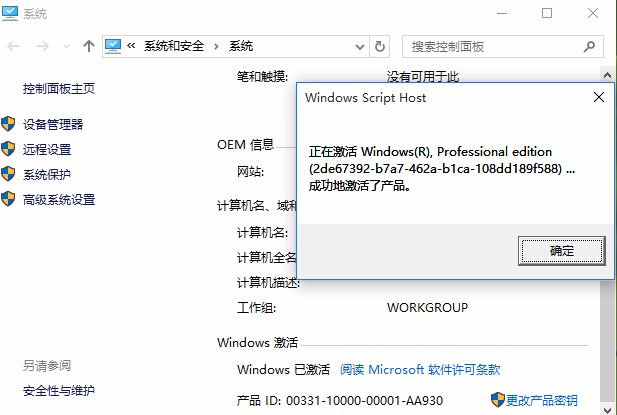 系统
« 系统和安全 > 系统
搜索控制面板
控制面板主页
设备管理器
远程设置
系统保护
高级系统设置
另请参阅
安全性与维护
笔和触摸:
没有可用于此
OEM 信息
网站:
计算机名、域和
计算机名:
计算机全名
计算机描述:
工作组:
WORKGROUP
Windows 激活
Windows 已激活 阅读 Microsoft 软件许可条款
产品 ID: 00331-10000-00001-AA930
更改产品密钥
Windows Script Host
正在激活 Windows(R), Professional edition
(2de67392-b7a7-462a-b1ca-108dd189f588) ...
成功地激活了产品。
确定